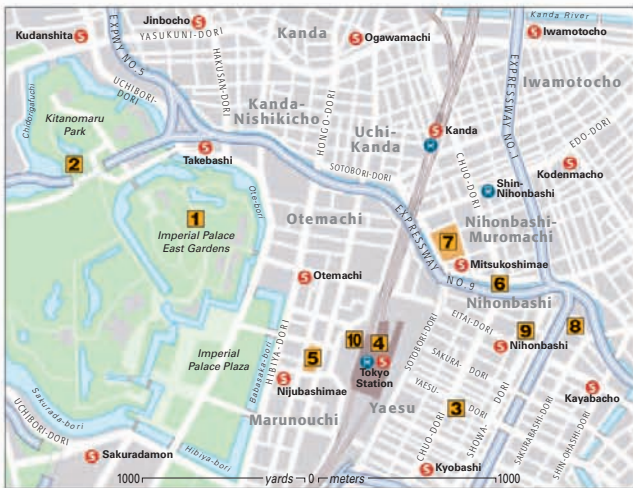 Jinbocho
Kudanshita
EXPWY NO.5
YASUKUNI-DORI
HAKUSAN-DORI
Kanda
Ogawamachi
Kanda River
Iwamotocho
EXPRESSWAY NO.1
Iwamotocho
UCHIBORI-
DORI
Chidorigafuchi
Kitanomaru
Park
2
Kanda-
Nishikicho
HONGO-DORI
Uchi-
Kanda
Kanda
EDO-DORI
Takebashi
SOTOBORI-DORI
CHUO-DORI
Kodenmacho
Shin-
Nihonbashi
1
Imperial Palace
East Gardens
Ote-bori
Otemachi
EXPRESSWAY NO.9
7
Nihonbashi-
Muromachi
Mitsukoshimae
Otemachi
6
Nihonbashi
EITAI-DORI
9
8
Nihonbashi
Imperial
Palace Plaza
Babasaka-bori
HIBIYA-DORI
5
10
4
Tokyo
Station
SOTOBORI-DORI
SAKURA- DORI
YAESU-
DORI
Nijubashimae
Yaesu
3
Kayabacho
Marunouchi
CHUO-DORI
SHOWA- DORI
SAKURABASHI-DORI
SHIN-OHASHI-DORI
Sakurada-bori
UCHIBORI-DORI
Hibiya-bori
Sakuradamon
Kyobashi
1000 yards 0 meters 1000